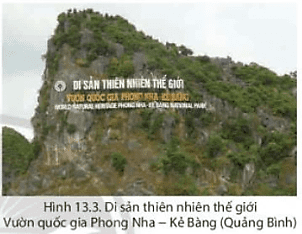 DI SẢN THIÊN NHIÊN THẾ GIỚI
VƯỜN QUỐC GIA PHONG NHA - KẺ BÀNG
WORLD NATURAL HERITAGE PHONG NHA - KE BANG NATIONAL PARK
Hình 13.3. Di sản thiên nhiên thế giới
Vườn quốc gia Phong Nha – Kẻ Bàng (Quảng Bình)